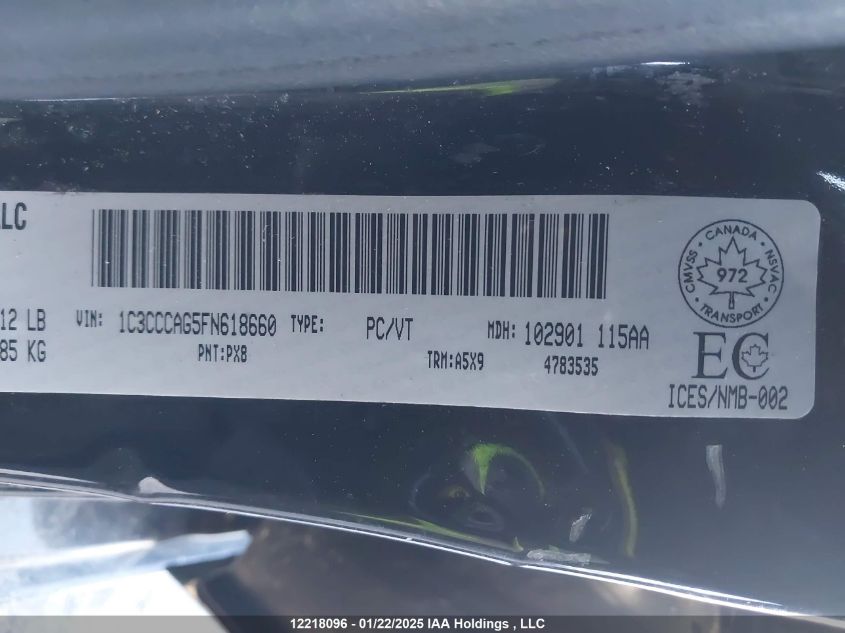 LLC
12 LB
85 KG
VIN: 1C3CCCAG5FN618660 TYPE: PC/VT MDH: 102901 115AA
PNT:PX8 TRM:A5X9 4783535
CANADA
CMVSS NSVAC
972
TRANSPORT
EC
ICES/NMB-002
12218096 - 01/22/2025 IAA Holdings , LLC